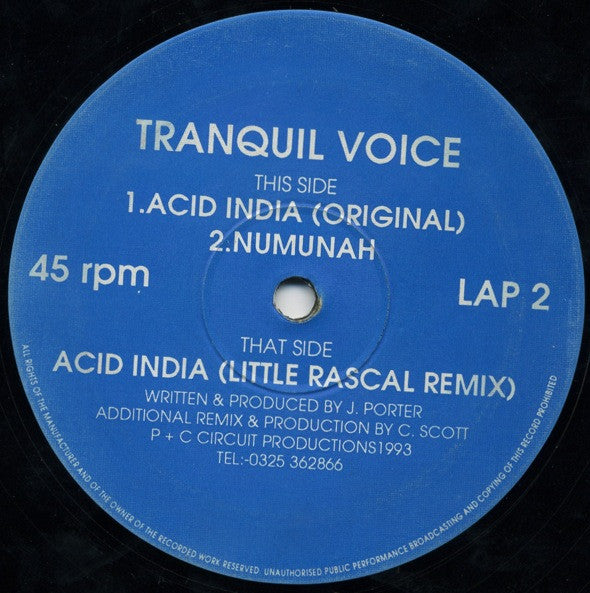 TRANQUIL VOICE
THIS SIDE
1.ACID INDIA (ORIGINAL)
2.NUMUNAH
45 rpm
LAP 2
THAT SIDE
ACID INDIA (LITTLE RASCAL REMIX)
WRITTEN & PRODUCED BY J. PORTER
ADDITIONAL REMIX & PRODUCTION BY C. SCOTT
P + C CIRCUIT PRODUCTIONS1993
TEL:-0325 362866
ALL RIGHTS OF THE MANUFACTURER AND OF THE OWNER OF THE RECORDED WORK RESERVED. UNAUTHORISED PUBLIC PERFORMANCE BROADCASTING AND COPYING OF THIS RECORD PROHIBITED